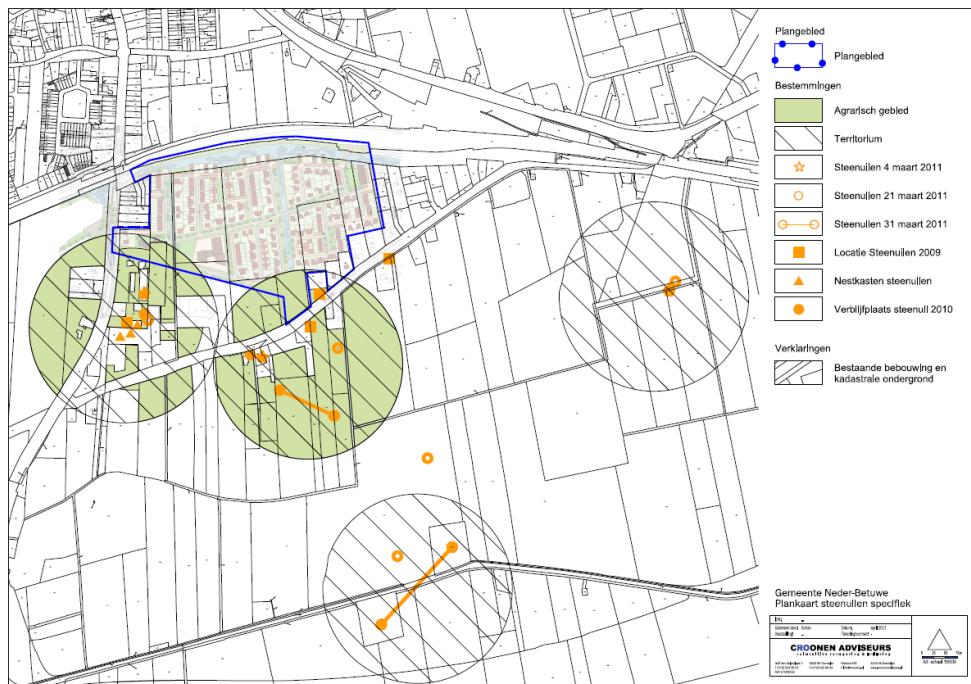 Plangebied
Plangebied
Bestemmingen
Agrarisch gebied
Territorium
Steenuilen 4 maart 2011
Steenuilen 21 maart 2011
Steenuilen 31 maart 2011
Locatie Steenuilen 2009
Nestkasten steenuilen
Verblijfplaats steenuil 2010
Verklaringen
Bestaande bebouwing en
kadastrale ondergrond
Gemeente Neder-Betuwe
Plankaart steenuilen specifiek
CROONEN ADVISEURS